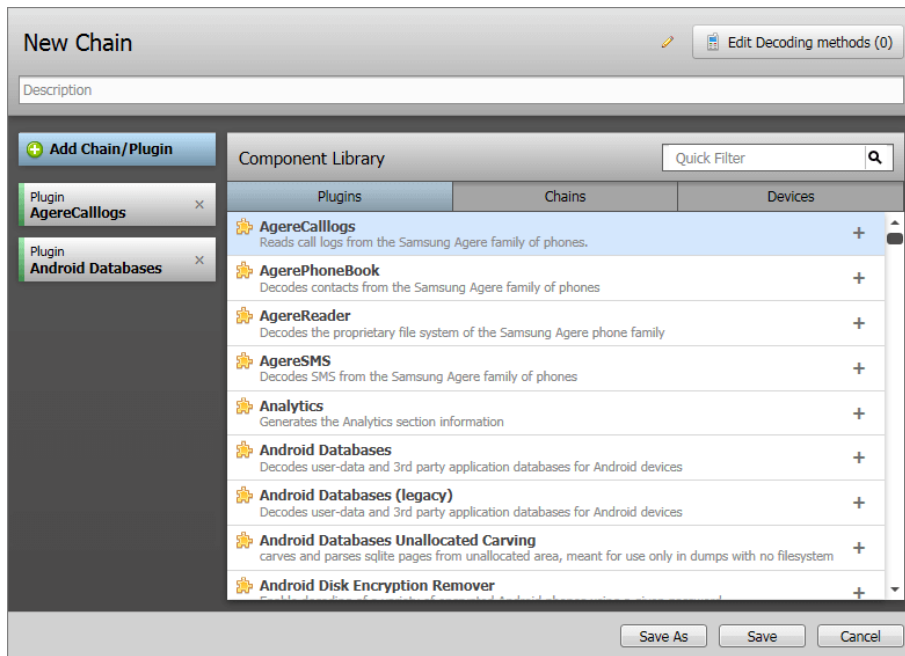 New Chain
Edit Decoding methods (0)
Description
Add Chain/Plugin
Plugin
AgereCalllogs
Plugin
Android Databases
Component Library
Quick Filter
Plugins
Chains
Devices
AgereCalllogs
Reads call logs from the Samsung Agere family of phones.
AgerePhoneBook
Decodes contacts from the Samsung Agere family of phones
AgereReader
Decodes the proprietary file system of the Samsung Agere phone family
AgereSMS
Decodes SMS from the Samsung Agere family of phones
Analytics
Generates the Analytics section information
Android Databases
Decodes user-data and 3rd party application databases for Android devices
Android Databases (legacy)
Decodes user-data and 3rd party application databases for Android devices
Android Databases Unallocated Carving
carves and parses sqlite pages from unallocated area, meant for use only in dumps with no filesystem
Android Disk Encryption Remover
Save As
Save
Cancel